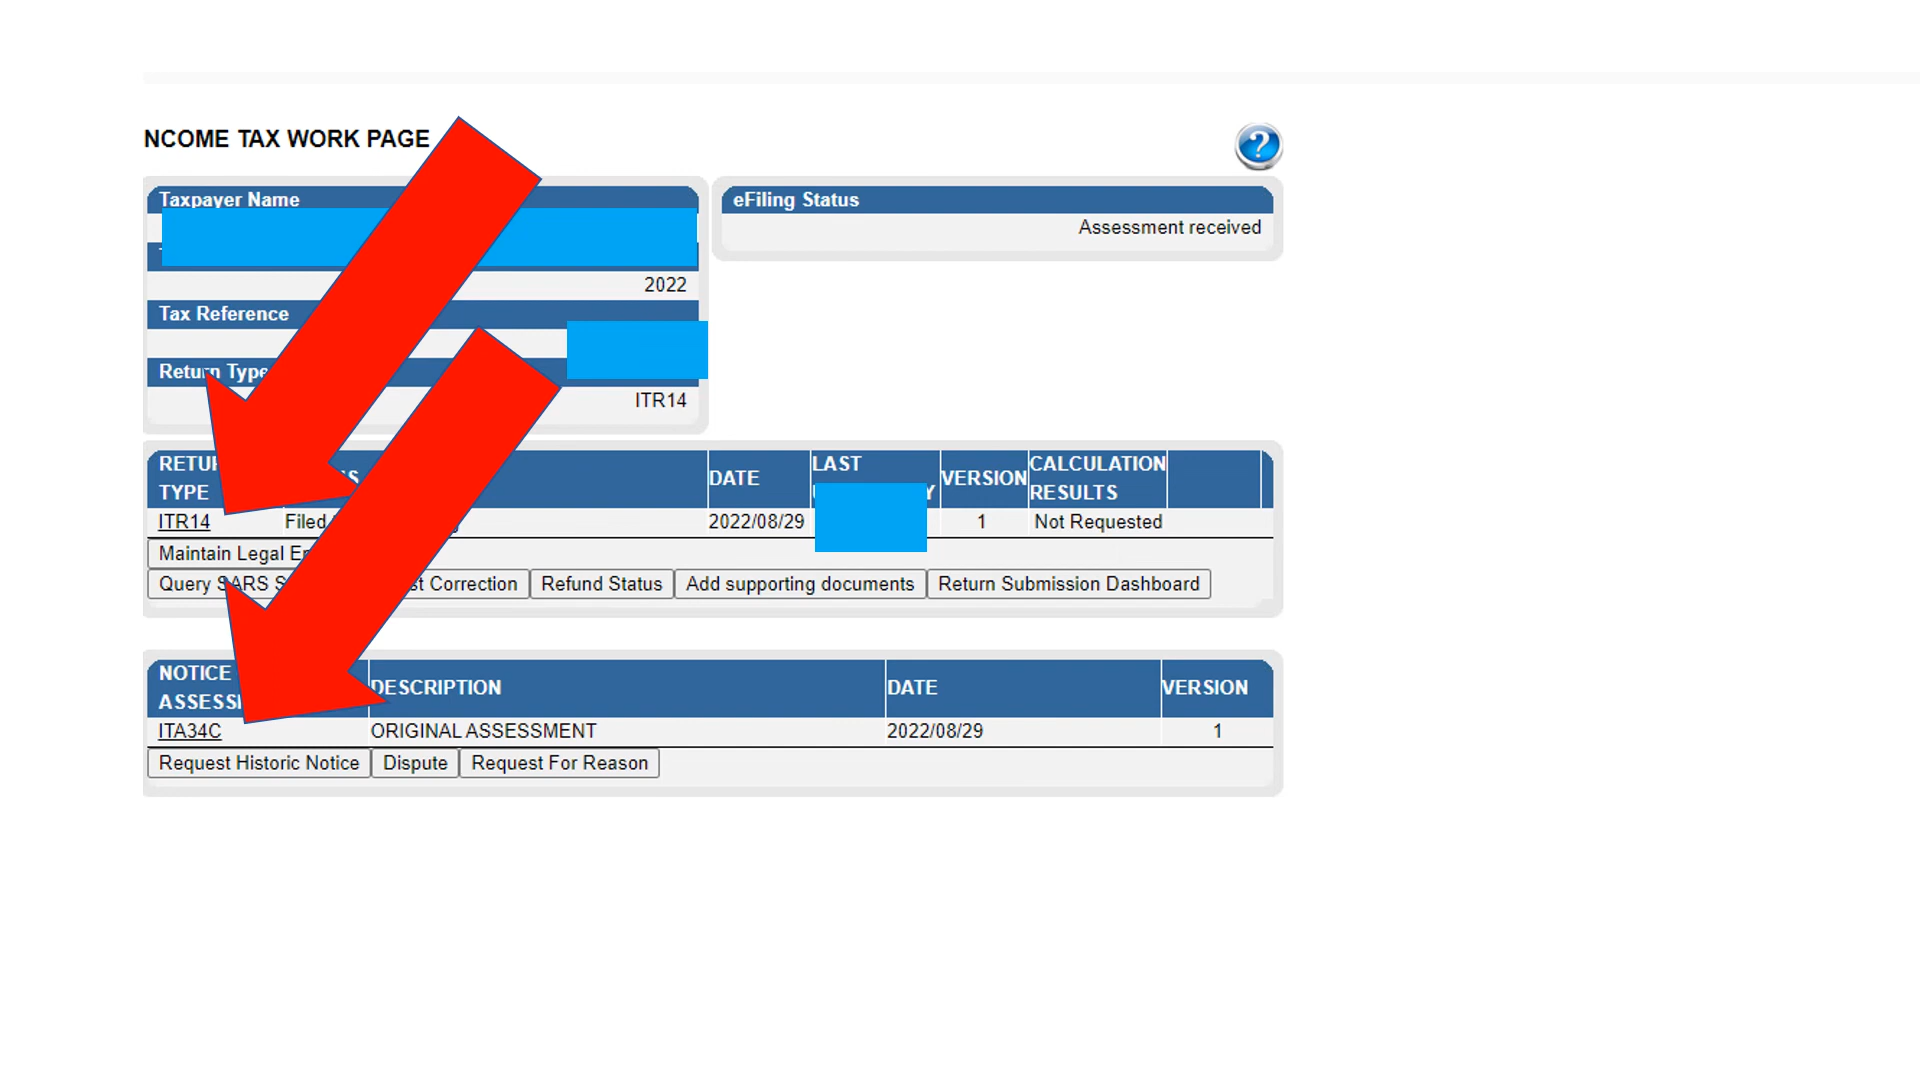 NCOME TAX WORK PAGE
Taxpayer Name
eFiling Status
Assessment received
2022
Tax Reference
Return Type
ITR14
TYPE DATE LAST VERSION CALCULATION RESULTS
ITR14 Filed 2022/08/29 1 Not Requested
Maintain Legal
Query SARS Correction Refund Status Add supporting documents Return Submission Dashboard
NOTICE DESCRIPTION DATE VERSION
ITA34C ORIGINAL ASSESSMENT 2022/08/29 1
Request Historic Notice Dispute Request For Reason